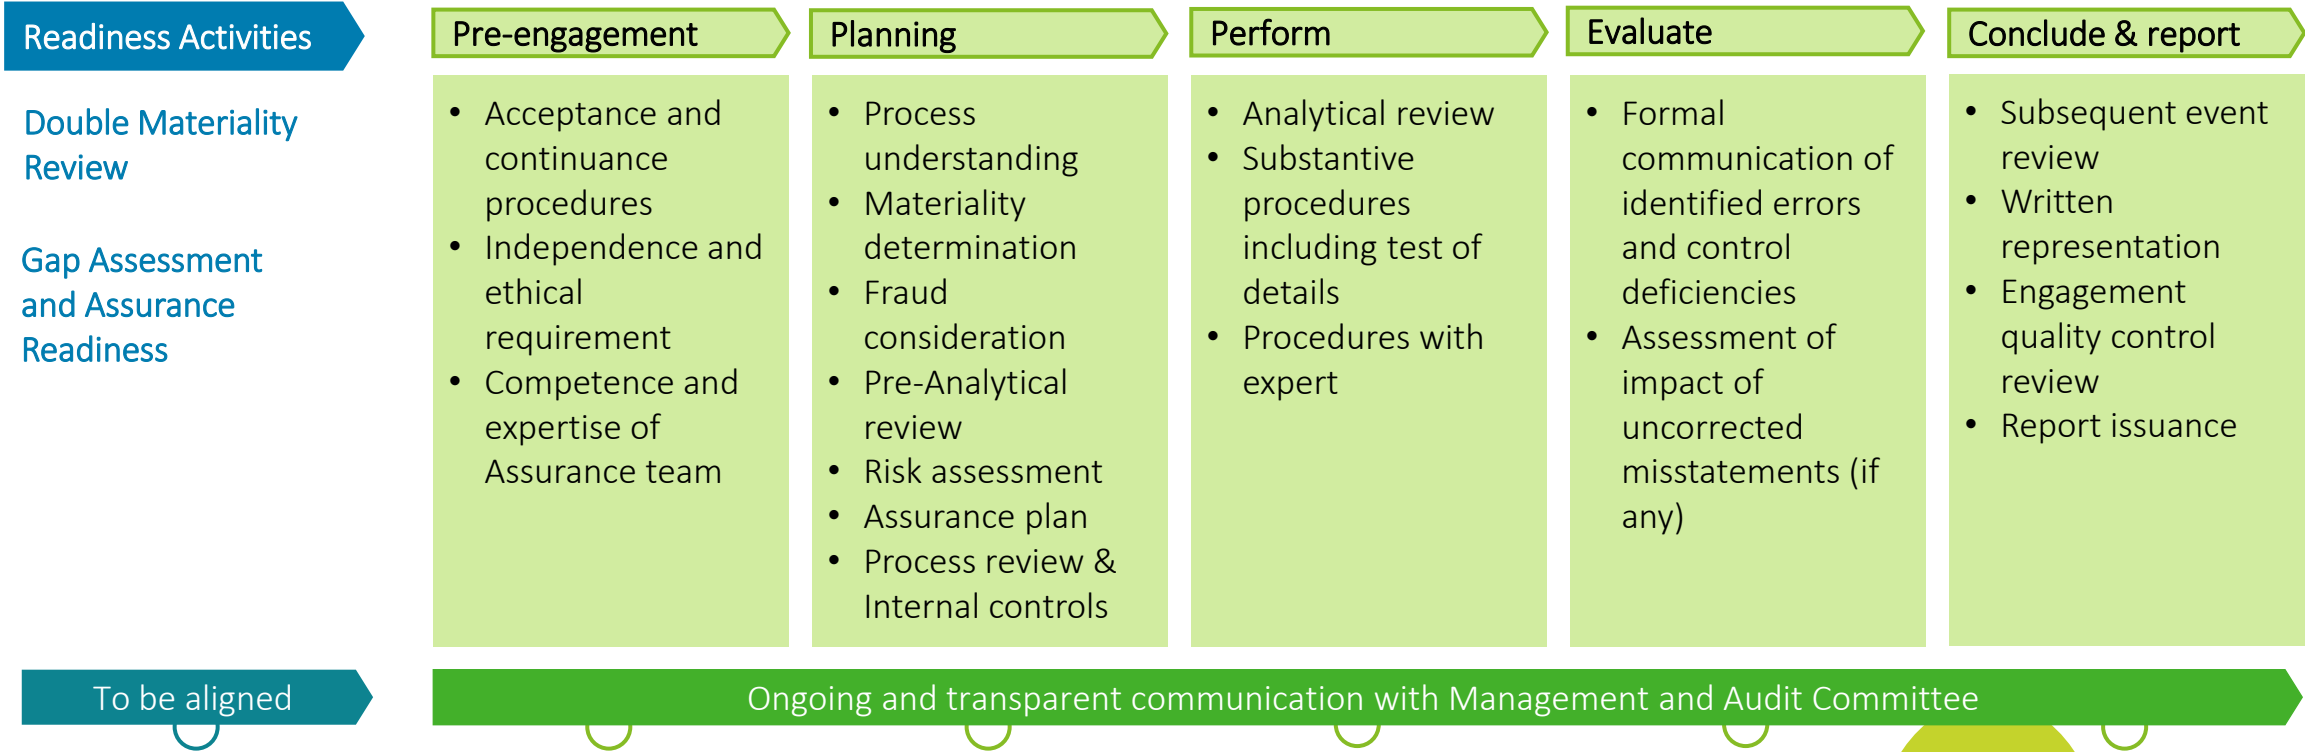 Readiness Activities
Double Materiality
Review
Gap Assessment
and Assurance
Readiness
To be aligned
Pre-engagement
• Acceptance and
continuance
procedures
• Independence and
ethical
requirement
• Competence and
expertise of
Assurance team
Planning
• Process
understanding
• Materiality
determination
• Fraud
consideration
• Pre-Analytical
review
• Risk assessment
• Assurance plan
• Process review &
Internal controls
Perform
• Analytical review
• Substantive
procedures
including test of
details
• Procedures with
expert
Evaluate
• Formal
communication of
identified errors
and control
deficiencies
• Assessment of
impact of
uncorrected
misstatements (if
any)
Conclude & report
• Subsequent event
review
• Written
representation
• Engagement
quality control
review
• Report issuance
Ongoing and transparent communication with Management and Audit Committee